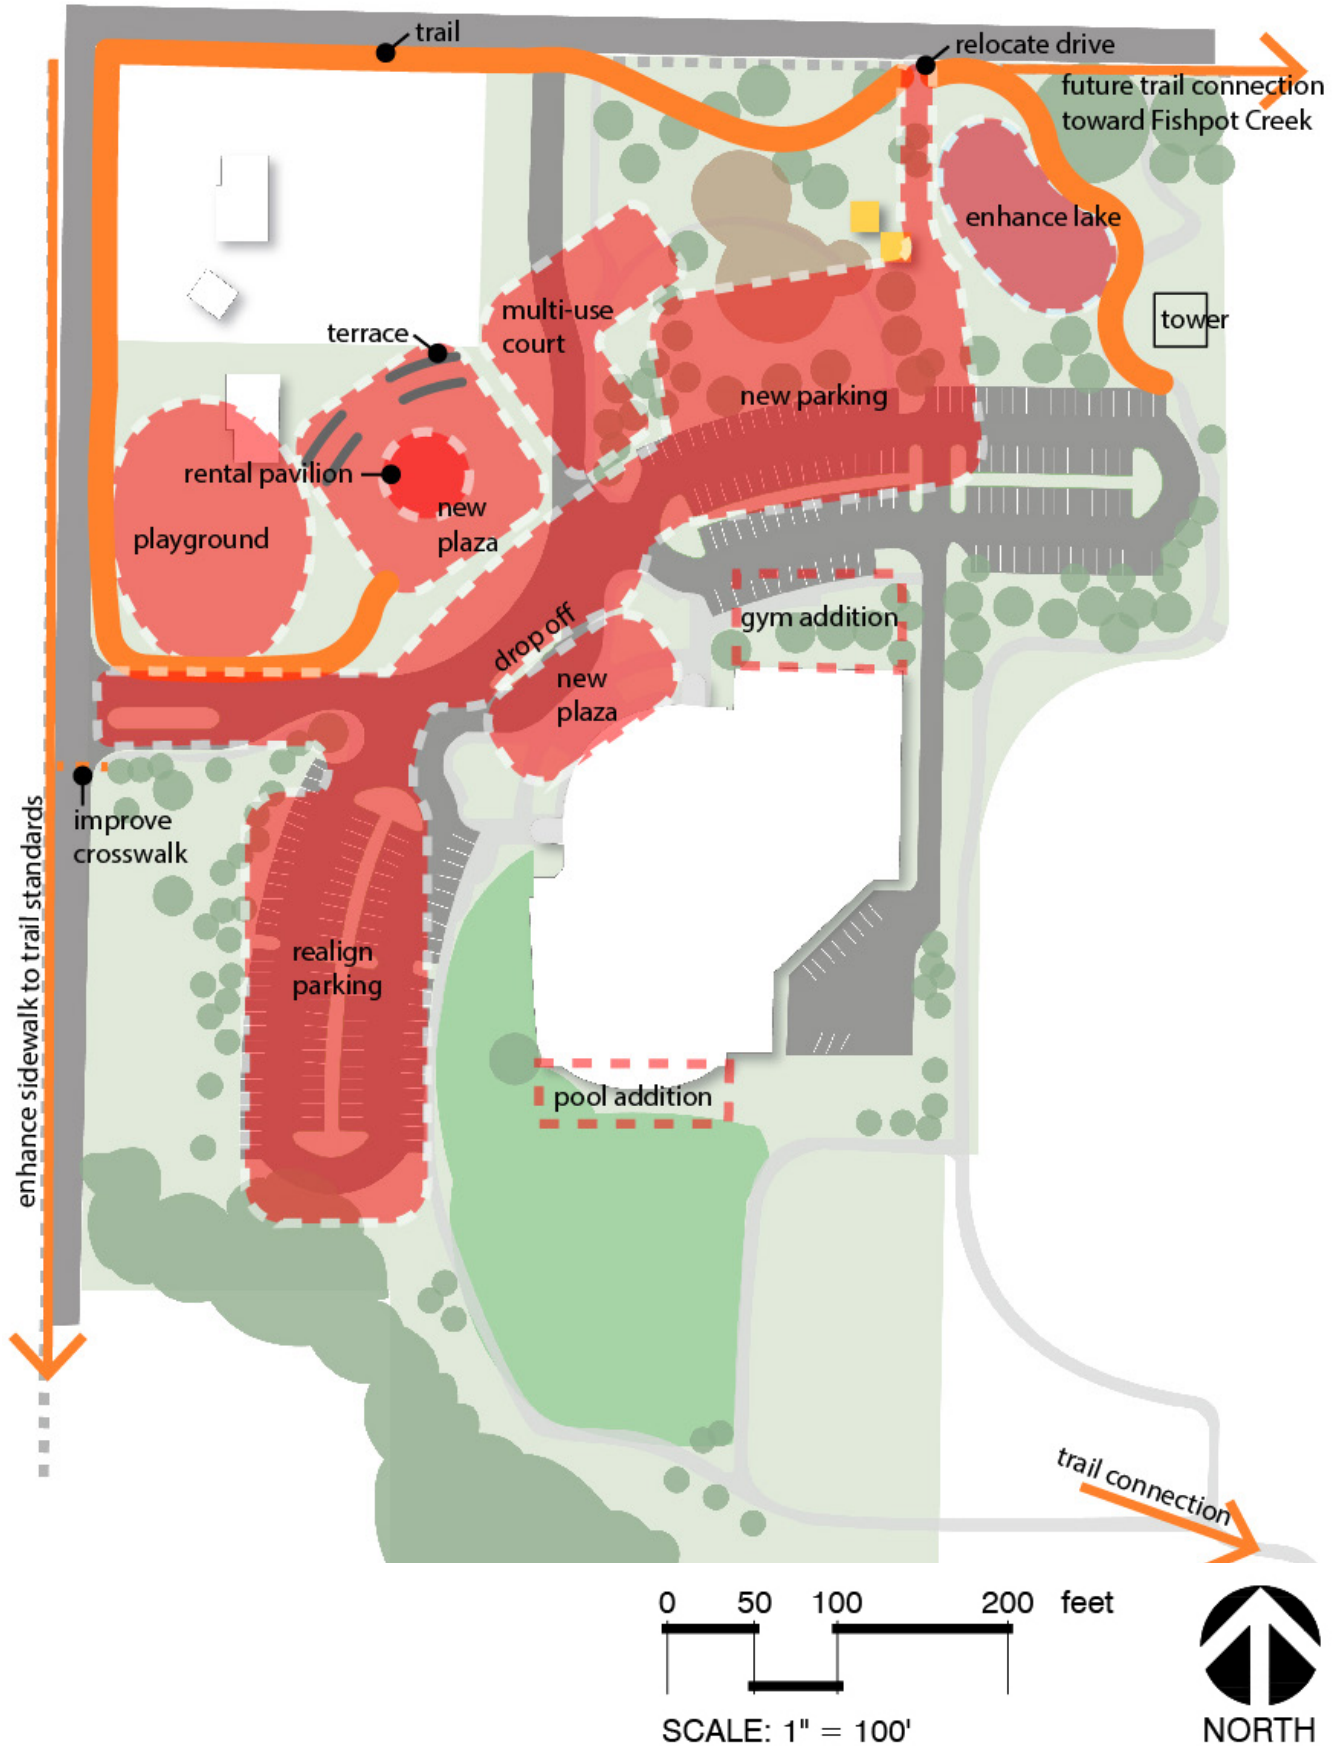 trail
relocate drive
future trail connection
toward Fishpot Creek
enhance lake
tower
terrace
multi-use
court
new parking
rental pavilion
new
plaza
playground
drop off
gym addition
new
plaza
improve
crosswalk
enhance sidewalk to trail standards
realign
parking
pool addition
trail connection
0 50 100 200 feet
SCALE: 1" = 100'
NORTH